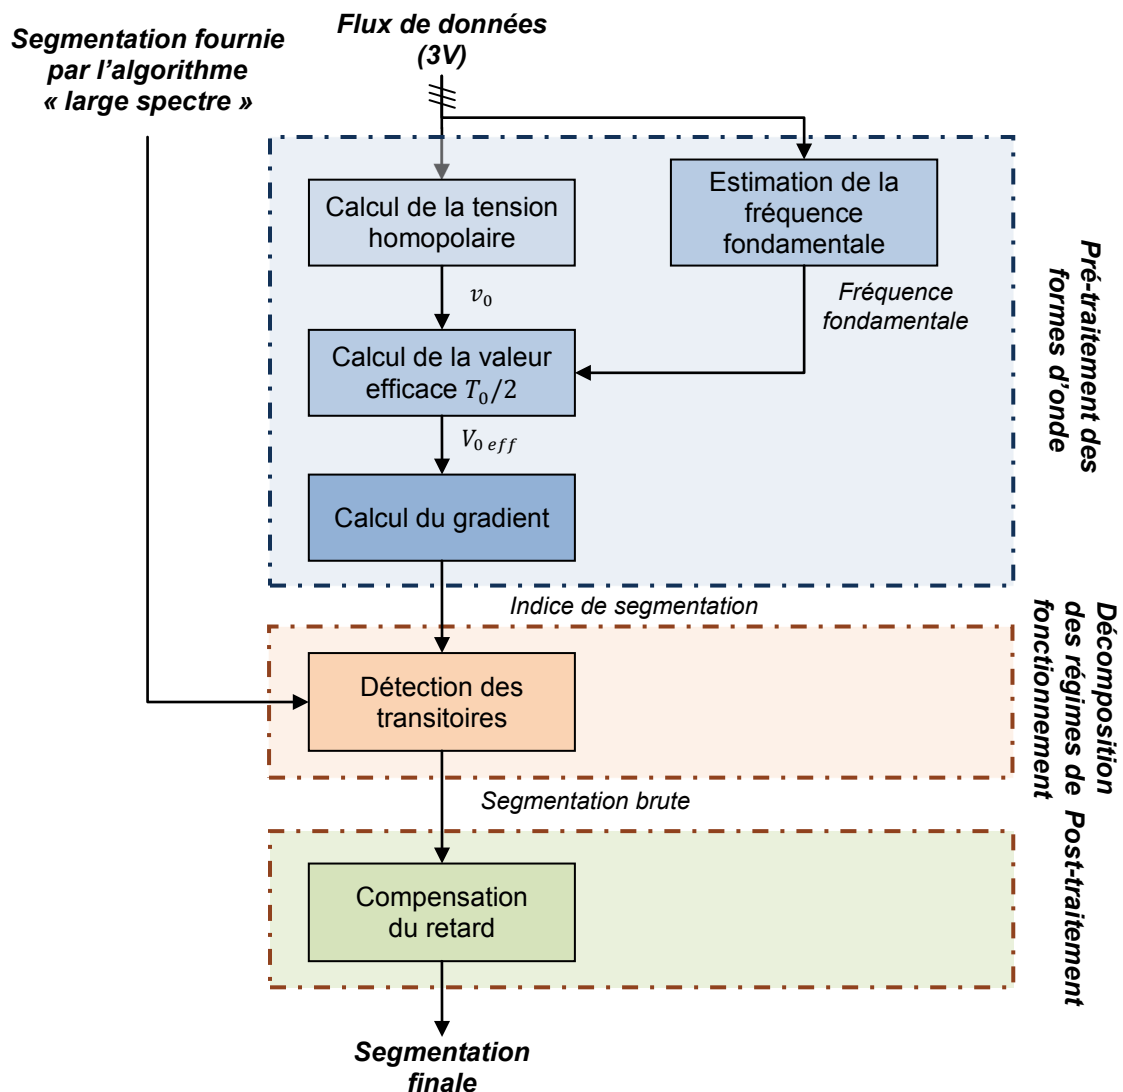 Segmentation fournie
par l'algorithme
« large spectre »
Flux de données
(3V)
Calcul de la tension
homopolaire
Estimation de la
fréquence
fondamentale
v₀
Fréquence
fondamentale
Calcul de la valeur
efficace T₀/2
V₀ eff
Calcul du gradient
Pré-traitement des
formes d'onde
Indice de segmentation
Détection des
transitoires
Décomposition
des régimes de
fonctionnement
Segmentation brute
Compensation
du retard
Post-traitement
Segmentation
finale